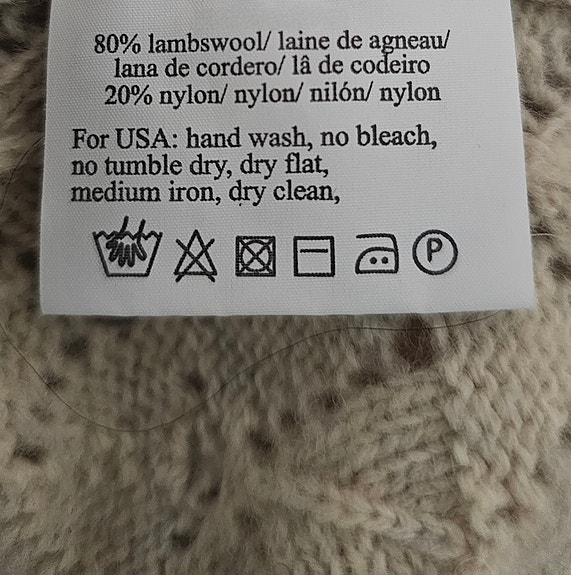 80% lambswool/ laine de agneau/
lana de cordero/ lâ de codeiro
20% nylon/ nylon/ nilón/ nylon
For USA: hand wash, no bleach,
no tumble dry, dry flat,
medium iron, dry clean,
P